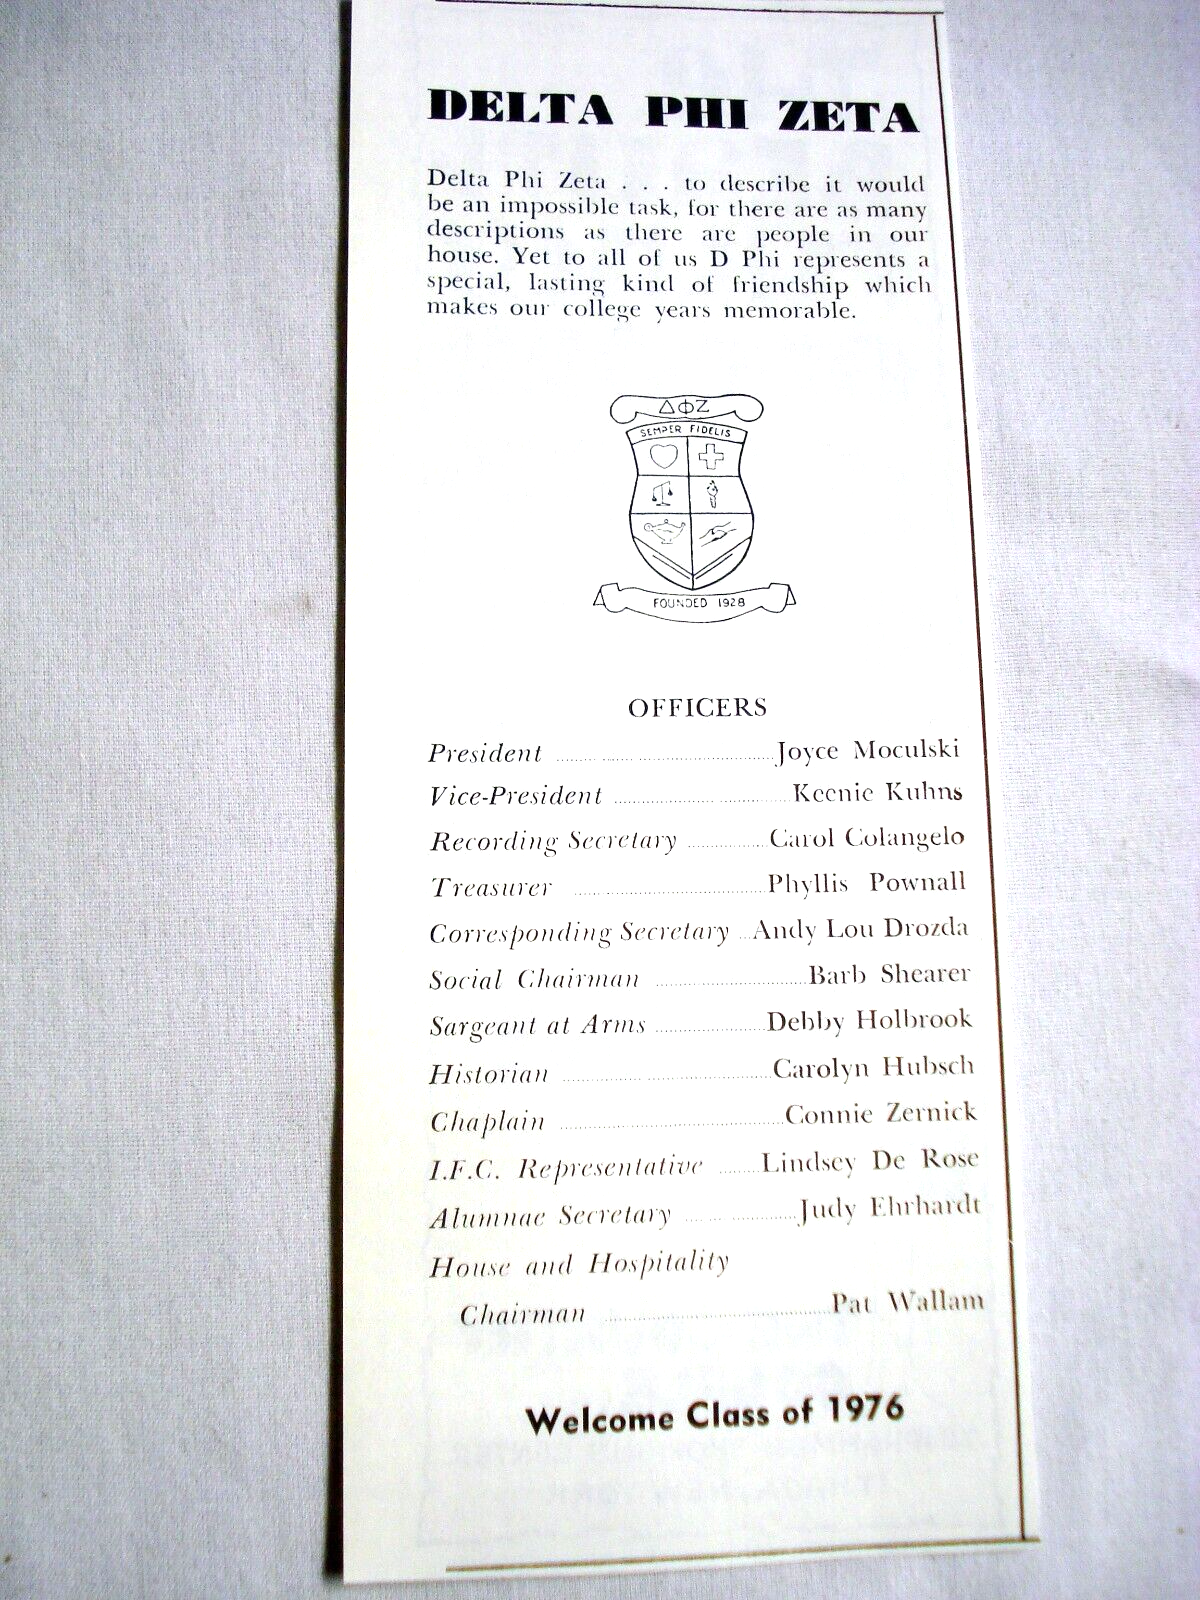 DELTA PHI ZETA
Delta Phi Zeta . . . to describe it would
be an impossible task, for there are as many
descriptions as there are people in our
house. Yet to all of us D Phi represents a
special, lasting kind of friendship which
makes our college years memorable.
ΔΦΖ
SEMPER FIDELIS
FOUNDED 1928
OFFICERS
President ........ Joyce Moculski
Vice-President ........ Keenie Kuhns
Recording Secretary ........ Carol Colangelo
Treasurer ........ Phyllis Pownall
Corresponding Secretary ... Andy Lou Drozda
Social Chairman ........ Barb Shearer
Sargeant at Arms ........ Debby Holbrook
Historian ........ Carolyn Hubsch
Chaplain ........ Connie Zernick
I.F.C. Representative ........ Lindsey De Rose
Alumnae Secretary ........ Judy Ehrhardt
House and Hospitality
Chairman ........ Pat Wallam
Welcome Class of 1976